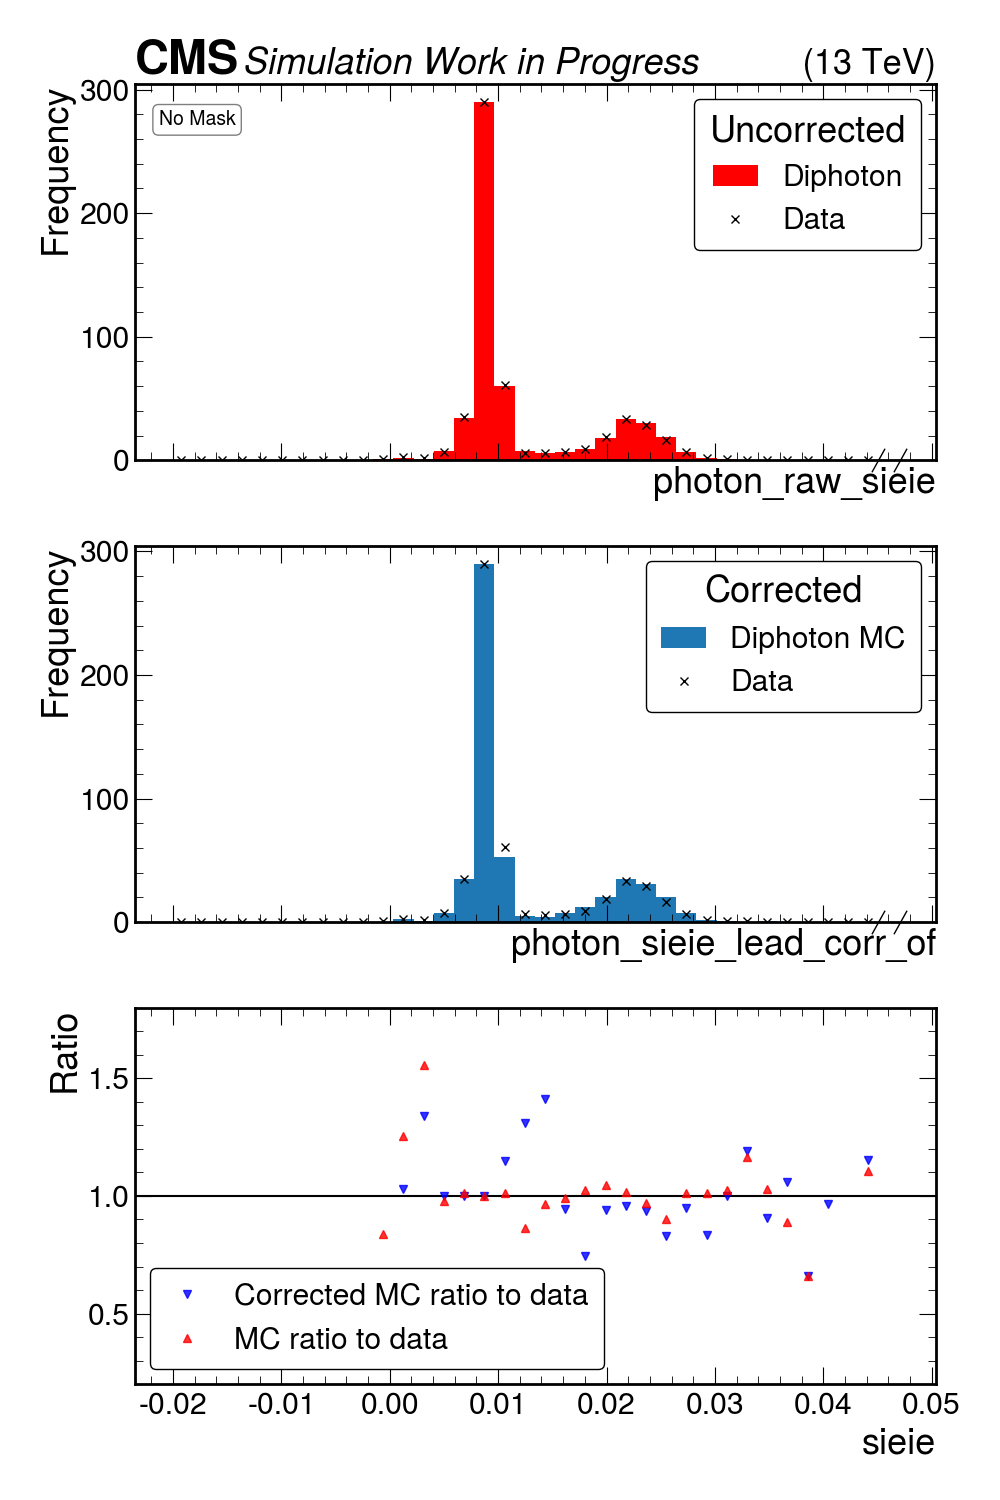 CMS Simulation Work in Progress (13 TeV)
300
No Mask
Uncorrected
Diphoton
Data
Frequency
200
100
0
photon_raw_sieie
300
Corrected
Diphoton MC
Data
Frequency
200
100
0
photon_sieie_lead_corr_of
Ratio
1.5
1.0
0.5
Corrected MC ratio to data
MC ratio to data
-0.02 -0.01 0.00 0.01 0.02 0.03 0.04 0.05
sieie